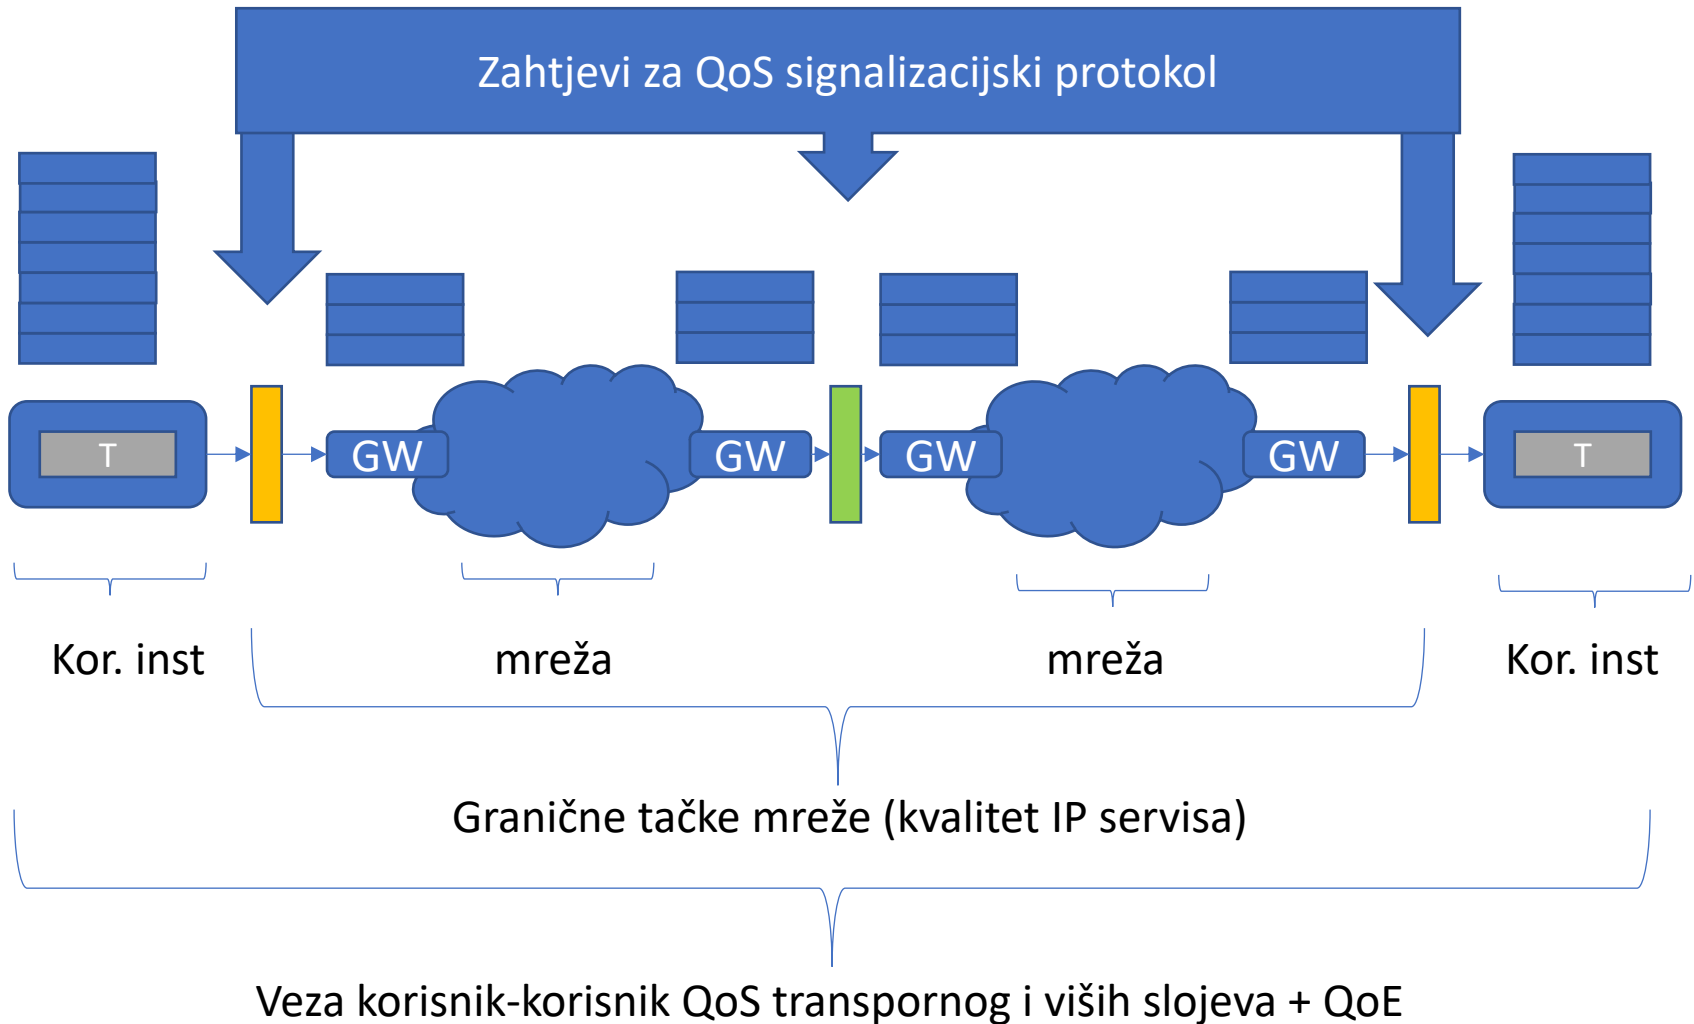 Zahtjevi za QoS signalizacijski protokol
T GW GW GW GW T
Kor. inst mreža mreža Kor. inst
Granične tačke mreže (kvalitet IP servisa)
Veza korisnik-korisnik QoS transpornog i viših slojeva + QoE